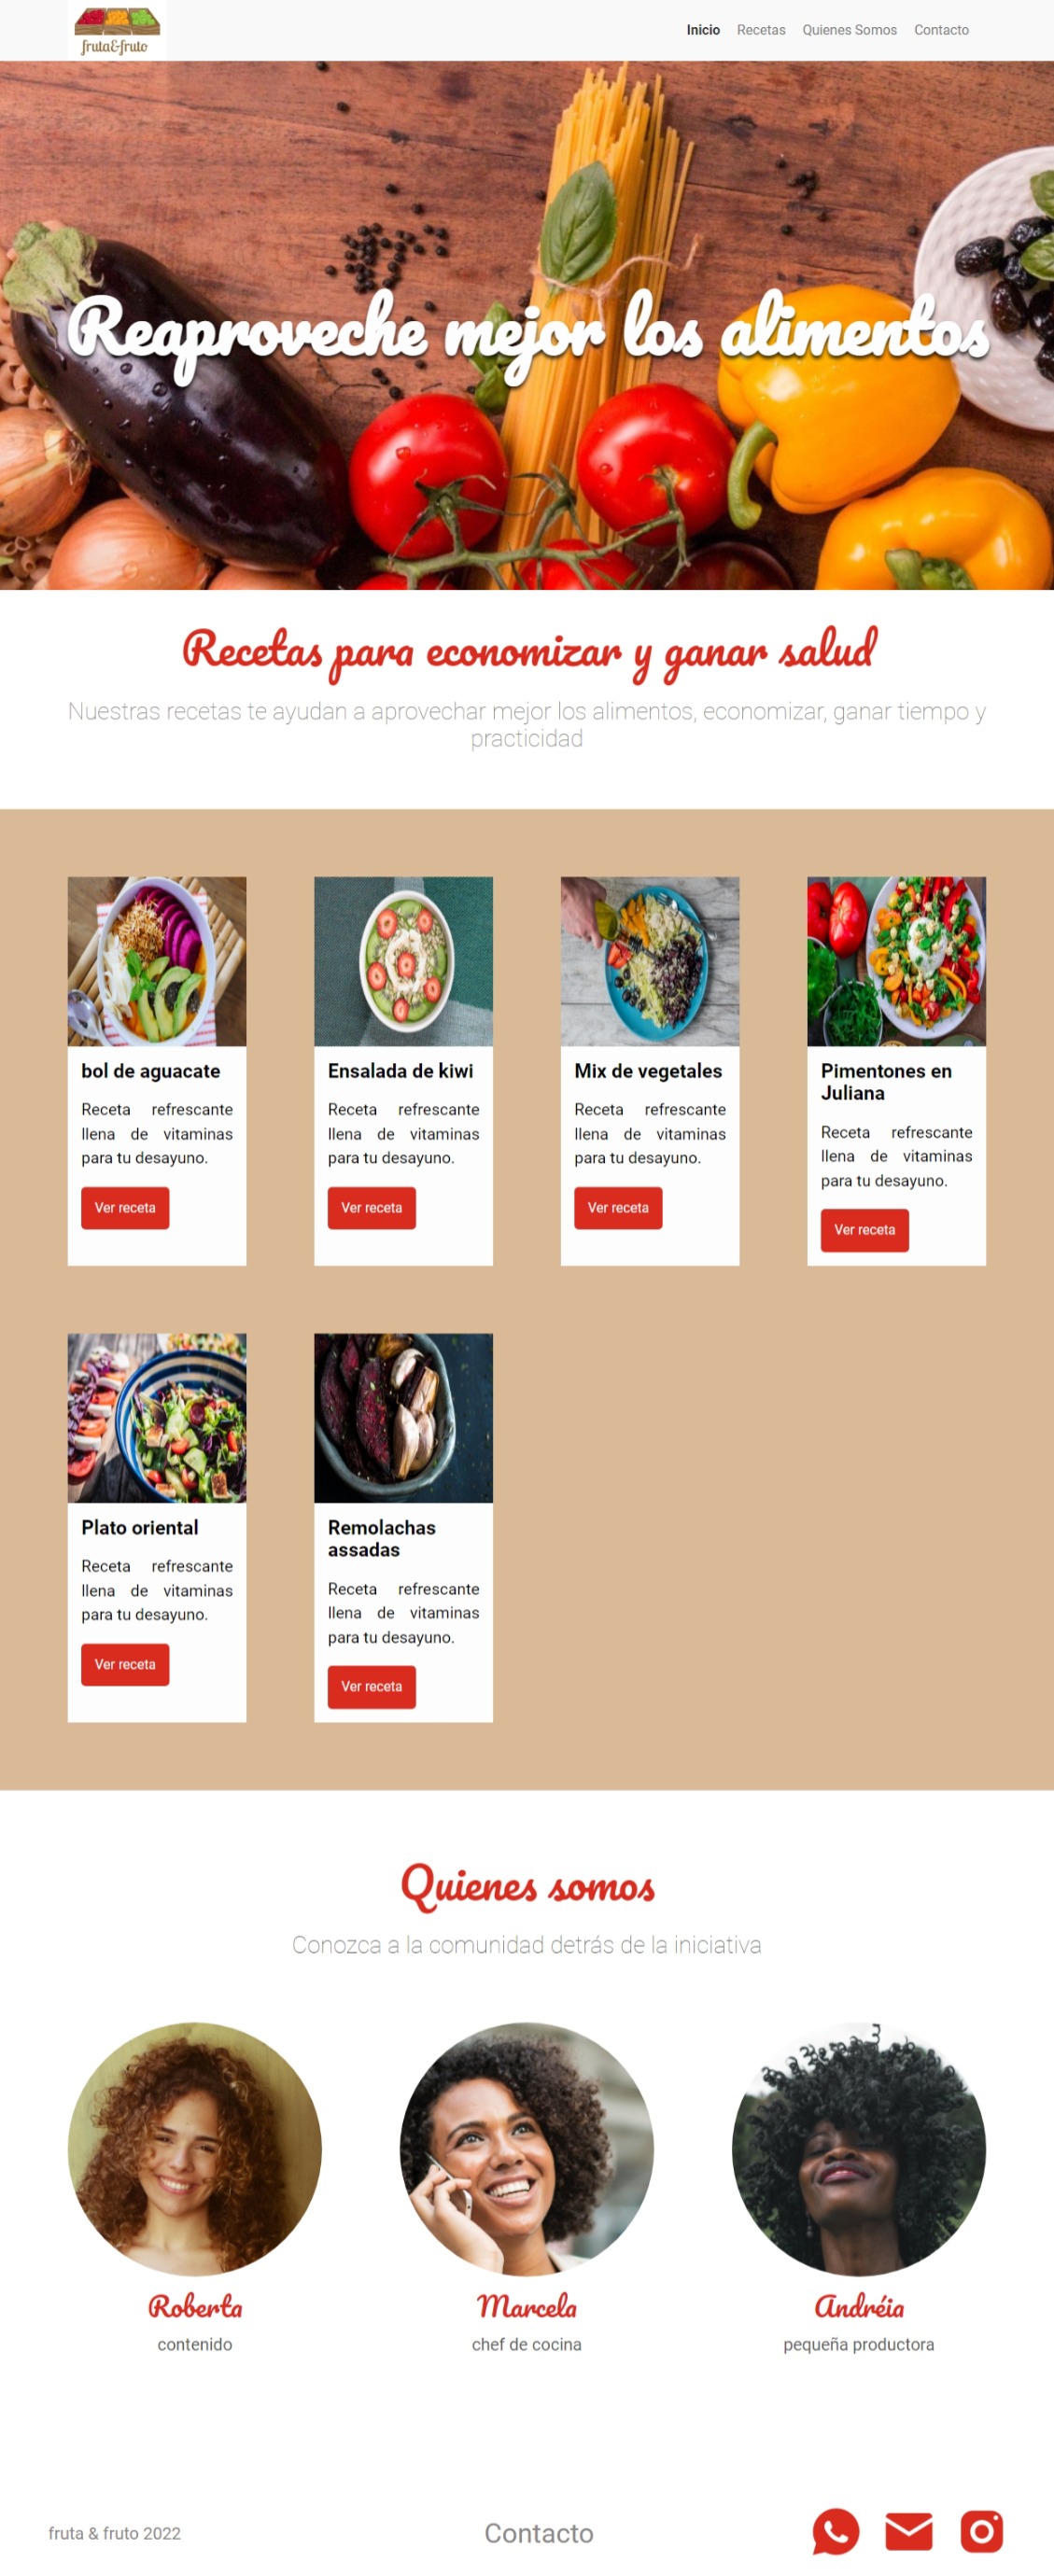 fruta&fruto
Inicio Recetas Quienes Somos Contacto
Reaproveche mejor los alimentos
Recetas para economizar y ganar salud
Nuestras recetas te ayudan a aprovechar mejor los alimentos, economizar, ganar tiempo y
practicidad
bol de aguacate
Receta refrescante
llena de vitaminas
para tu desayuno.
Ver receta
Ensalada de kiwi
Receta refrescante
llena de vitaminas
para tu desayuno.
Ver receta
Mix de vegetales
Receta refrescante
llena de vitaminas
para tu desayuno.
Ver receta
Pimentones en
Juliana
Receta refrescante
llena de vitaminas
para tu desayuno.
Ver receta
Plato oriental
Receta refrescante
llena de vitaminas
para tu desayuno.
Ver receta
Remolachas
assadas
Receta refrescante
llena de vitaminas
para tu desayuno.
Ver receta
Quienes somos
Conozca a la comunidad detrás de la iniciativa
Roberta
contenido
Marcela
chef de cocina
Andréia
pequeña productora
fruta & fruto 2022
Contacto